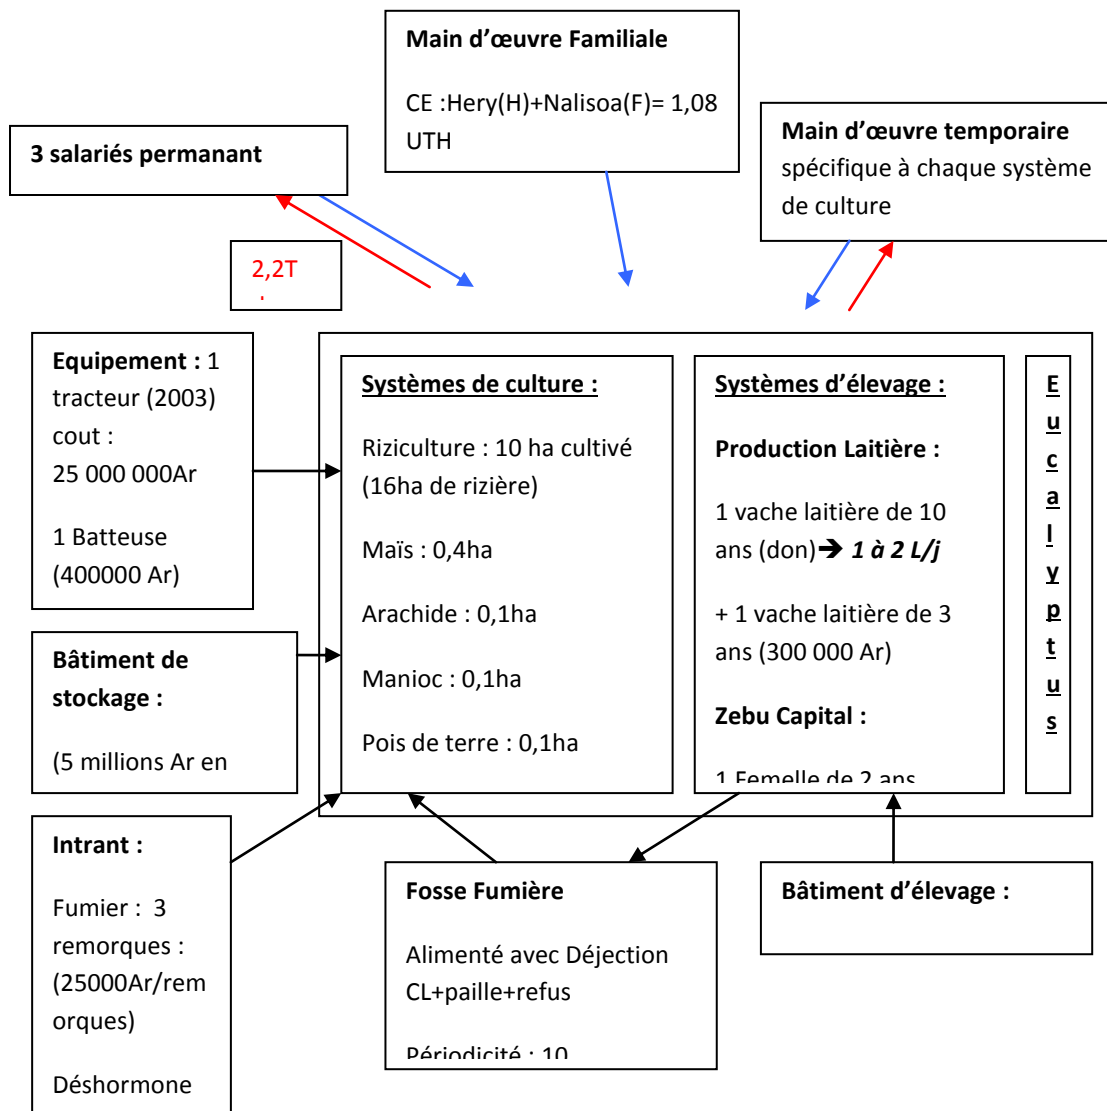 Main d’œuvre Familiale
CE :Hery(H)+Nalisoa(F)= 1,08
UTH
3 salariés permanant
Main d’œuvre temporaire
spécifique à chaque système
de culture
2,2T
Equipement : 1
tracteur (2003)
cout :
25 000 000Ar
1 Batteuse
(400000 Ar)
Bâtiment de
stockage :
(5 millions Ar en
Intrant :
Fumier : 3
remorques :
(25000Ar/rem
orques)
Déshormone
Systèmes de culture :
Riziculture : 10 ha cultivé
(16ha de rizière)
Maïs : 0,4ha
Arachide : 0,1ha
Manioc : 0,1ha
Pois de terre : 0,1ha
Systèmes d’élevage :
Production Laitière :
1 vache laitière de 10
ans (don)➔ 1 à 2 L/j
+ 1 vache laitière de 3
ans (300 000 Ar)
Zebu Capital :
1 Femelle de 2 ans
E
u
c
a
l
y
p
t
u
s
Fosse Fumière
Alimenté avec Déjection
CL+paille+refus
Périodicité : 10
Bâtiment d’élevage :